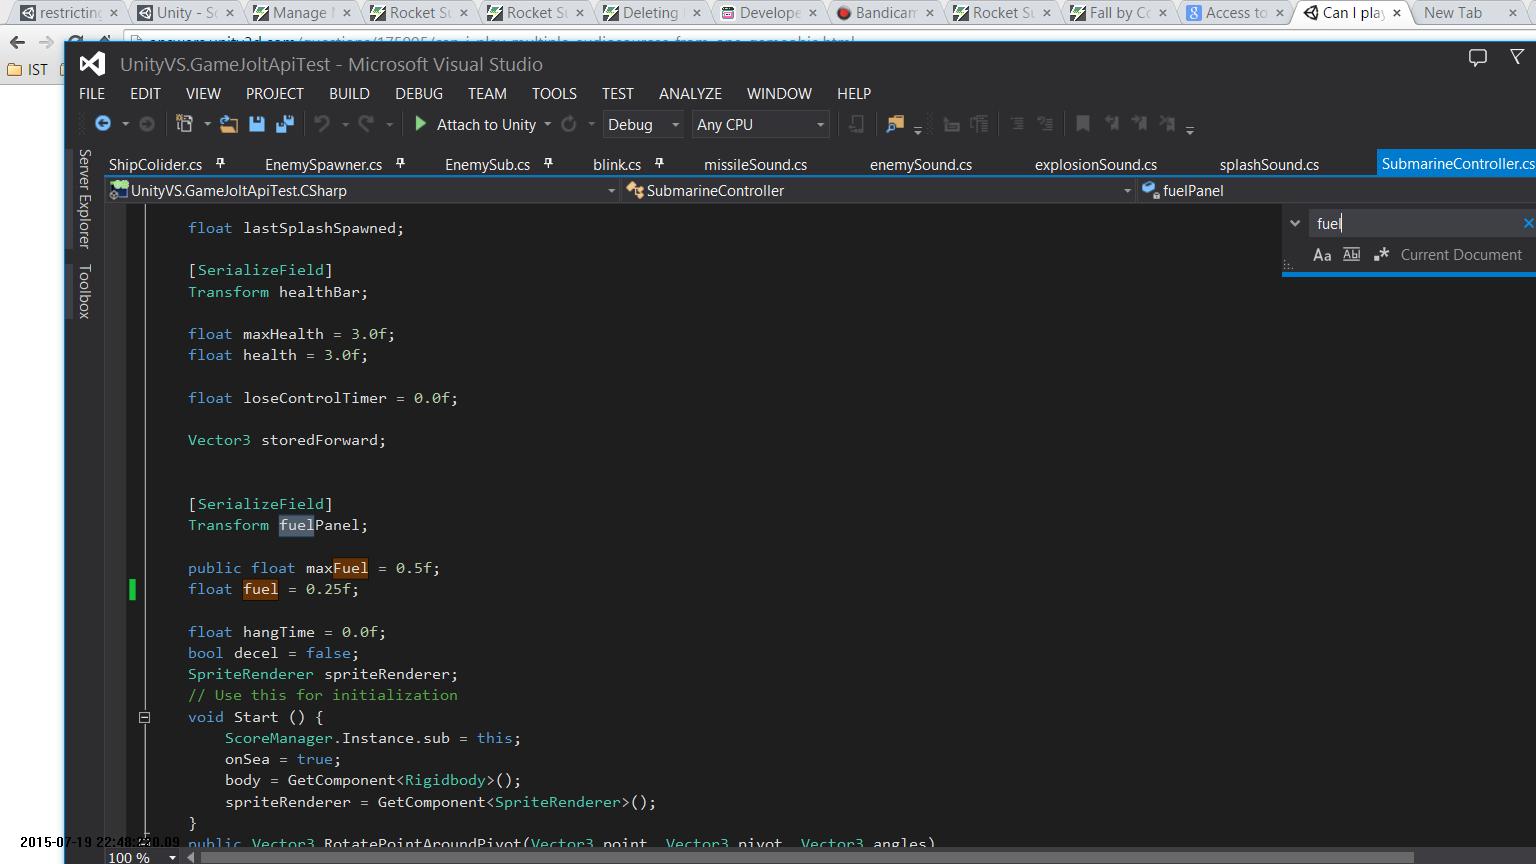 restricting Unity - Sc Manage Rocket Su Rocket Su Deleting Develope Bandicam Rocket Su Fall by Co Access to Can I play New Tab
IST
UnityVS.GameJoltApiTest - Microsoft Visual Studio
FILE EDIT VIEW PROJECT BUILD DEBUG TEAM TOOLS TEST ANALYZE WINDOW HELP
Attach to Unity Debug Any CPU
ShipColider.cs EnemySpawner.cs EnemySub.cs blink.cs missileSound.cs enemySound.cs explosionSound.cs splashSound.cs SubmarineController.cs
UnityVS.GameJoltApiTest.CSharp SubmarineController fuelPanel
Server Explorer
Toolbox
fuel
Aa Abl .* Current Document
float lastSplashSpawned;
[SerializeField]
Transform healthBar;
float maxHealth = 3.0f;
float health = 3.0f;
float loseControlTimer = 0.0f;
Vector3 storedForward;
[SerializeField]
Transform fuelPanel;
public float maxFuel = 0.5f;
float fuel = 0.25f;
float hangTime = 0.0f;
bool decel = false;
SpriteRenderer spriteRenderer;
// Use this for initialization
void Start () {
ScoreManager.Instance.sub = this;
onSea = true;
body = GetComponent<Rigidbody>();
spriteRenderer = GetComponent<SpriteRenderer>();
}
public Vector3 RotatePointAroundPivot(Vector3 point, Vector3 pivot, Vector3 angles)
2015-07-19
100 %